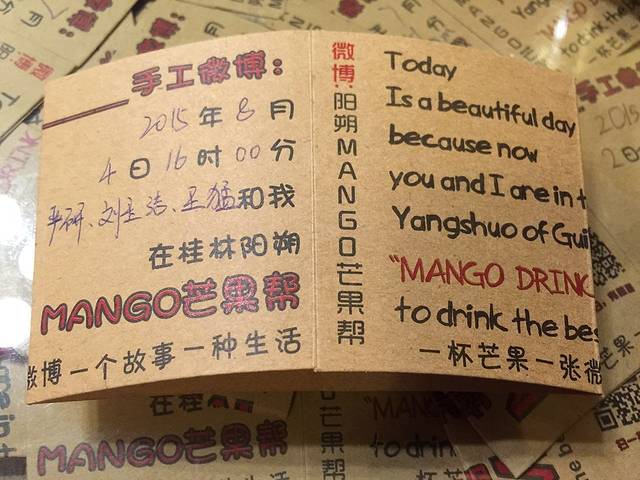 手工微博：
2015年8月
4日16时00分
和我
在桂林阳朔
MANGO芒果帮
微博一个故事一种生活
微博：阳朔MANGO芒果帮
Today
Is a beautiful day
because now
you and I are in t
Yangshuo of Gui
"MANGO DRINK
to drink the bes
一杯芒果一张微